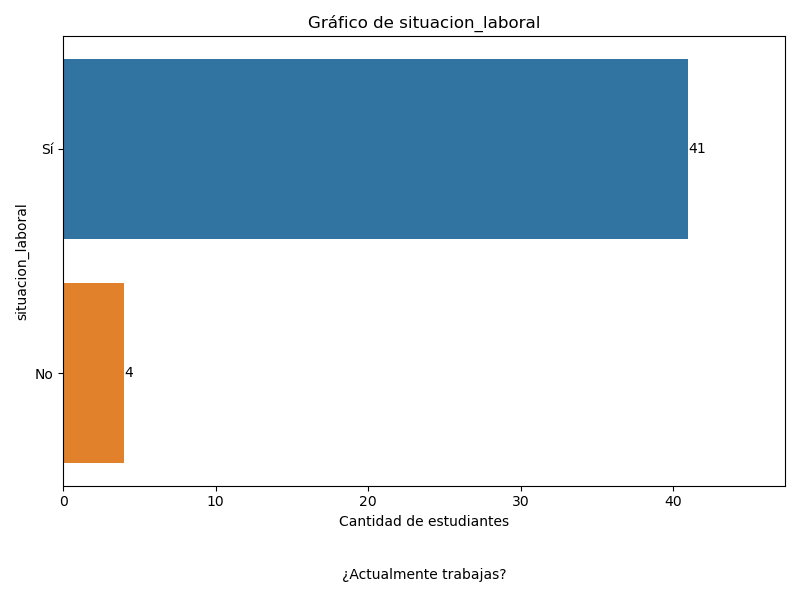 Gráfico de situacion_laboral
situacion_laboral
Sí
41
No
4
0 10 20 30 40
Cantidad de estudiantes
¿Actualmente trabajas?